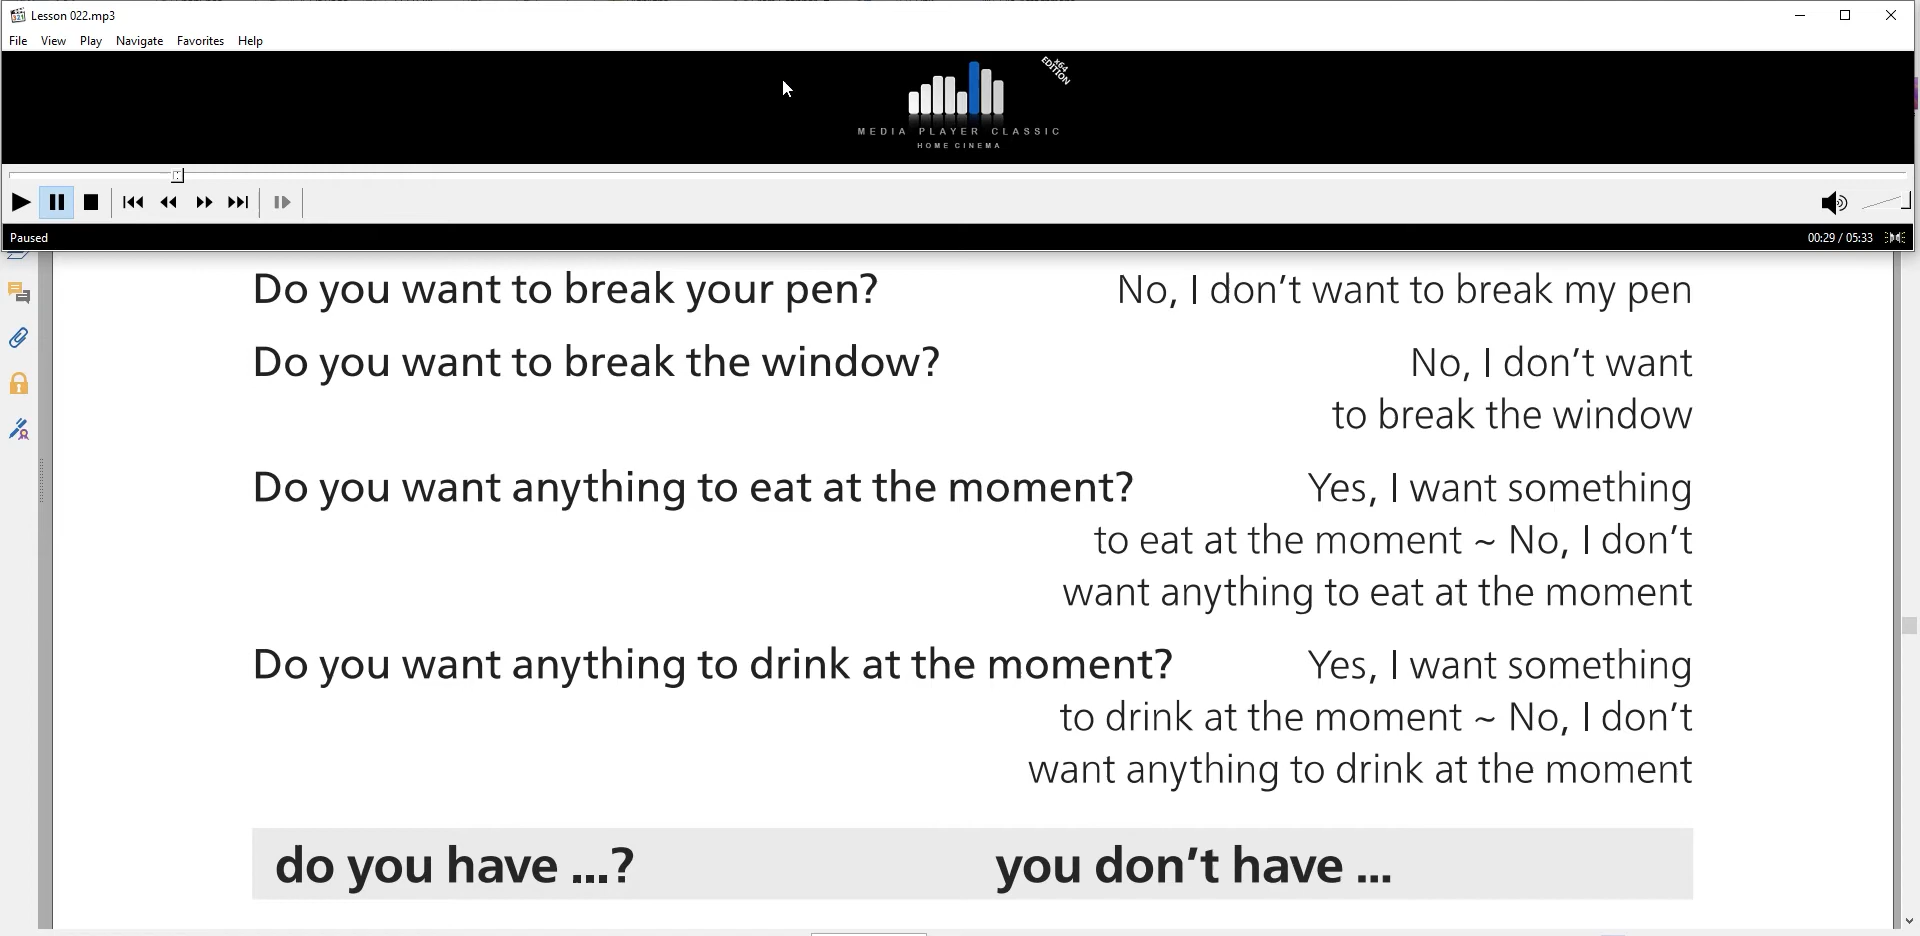 Lesson 022.mp3
File View Play Navigate Favorites Help
x64
EDITION
MEDIA PLAYER CLASSIC
HOME CINEMA
Paused
00:29 / 05:33
Do you want to break your pen? No, I don’t want to break my pen
Do you want to break the window? No, I don’t want
to break the window
Do you want anything to eat at the moment? Yes, I want something
to eat at the moment ~ No, I don’t
want anything to eat at the moment
Do you want anything to drink at the moment? Yes, I want something
to drink at the moment ~ No, I don’t
want anything to drink at the moment
do you have ...? you don’t have ...